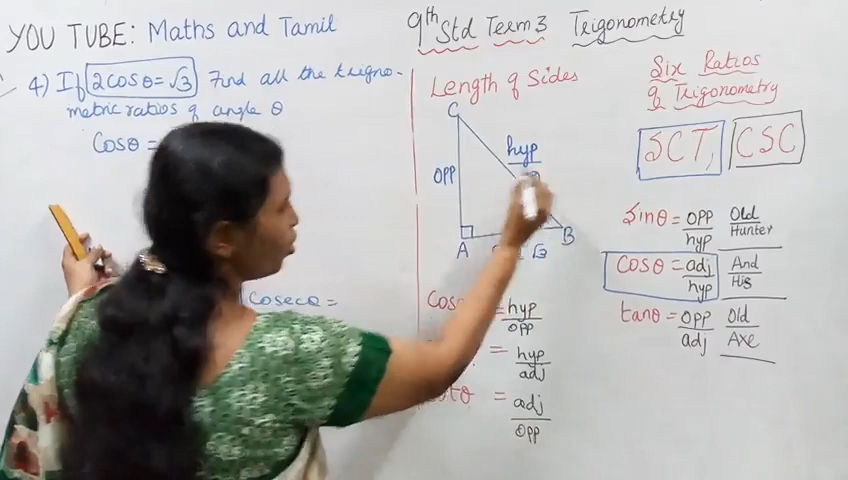 YOU TUBE: Maths and Tamil
9th Std Term 3 Trigonometry
4) If 2cosθ=√3 Find all the trigno-
metric ratios of angle θ
Cosθ =
Cosecθ =
Length of Sides
C
hyp
opp
A
B
√3
hyp
opp
= hyp
adj
= adj
opp
Six Ratios
of Trigonometry
SCT, CSC
Sinθ = opp Old
hyp Hunter
Cosθ = adj And
hyp His
tanθ = opp Old
adj Axe